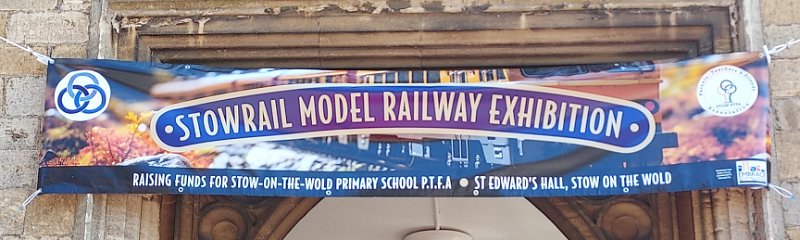 STOWRAIL MODEL RAILWAY EXHIBITION
RAISING FUNDS FOR STOW-ON-THE-WOLD PRIMARY SCHOOL P.T.F.A • ST EDWARD'S HALL, STOW ON THE WOLD